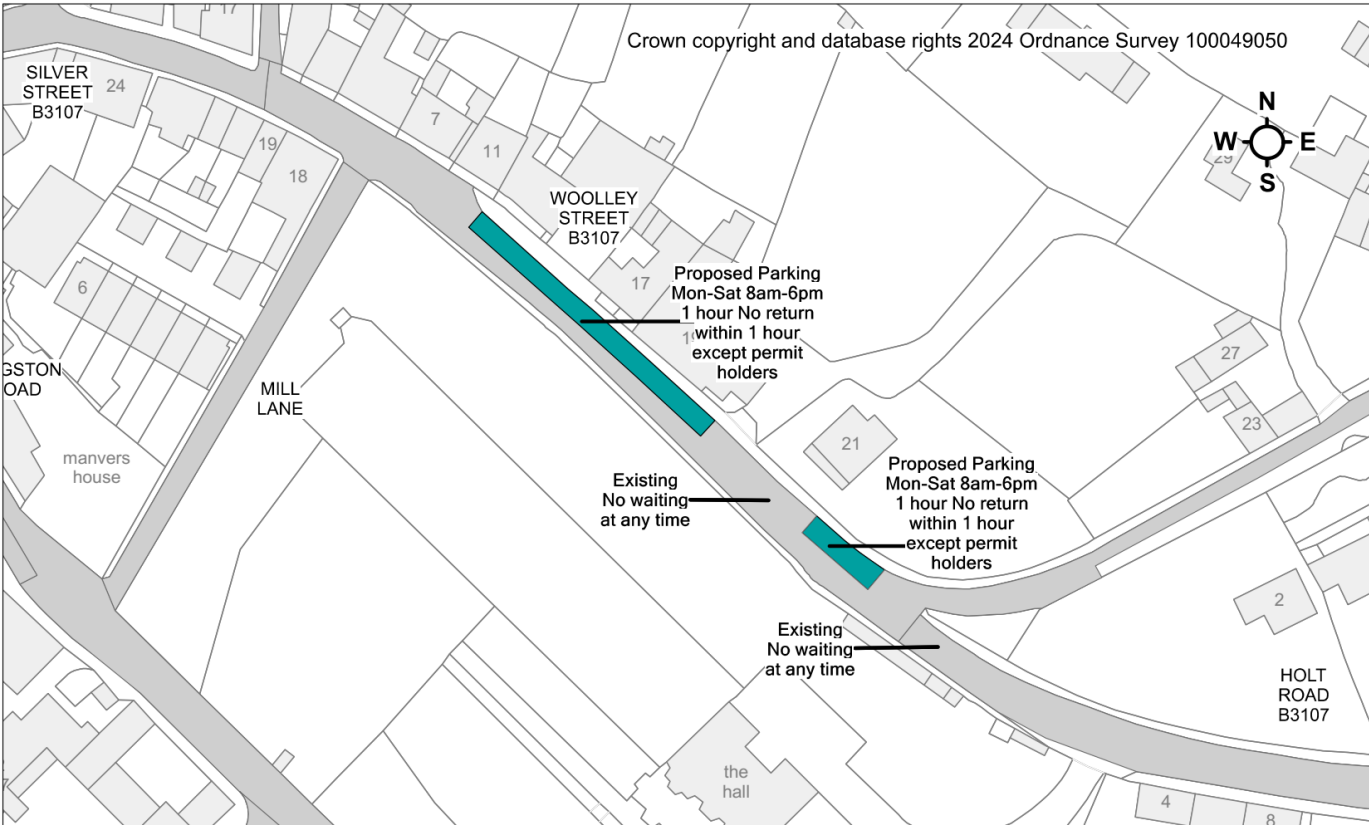 17
Crown copyright and database rights 2024 Ordnance Survey 100049050
SILVER
STREET
B3107
24
7
11
19
18
N
W
E
S
29
WOOLLEY
STREET
B3107
6
17
Proposed Parking
Mon-Sat 8am-6pm
1 hour No return
within 1 hour
except permit
holders
GSTON
OAD
MILL
LANE
27
23
21
manvers
house
Existing
No waiting
at any time
Proposed Parking
Mon-Sat 8am-6pm
1 hour No return
within 1 hour
except permit
holders
2
Existing
No waiting
at any time
HOLT
ROAD
B3107
the
hall
4
8